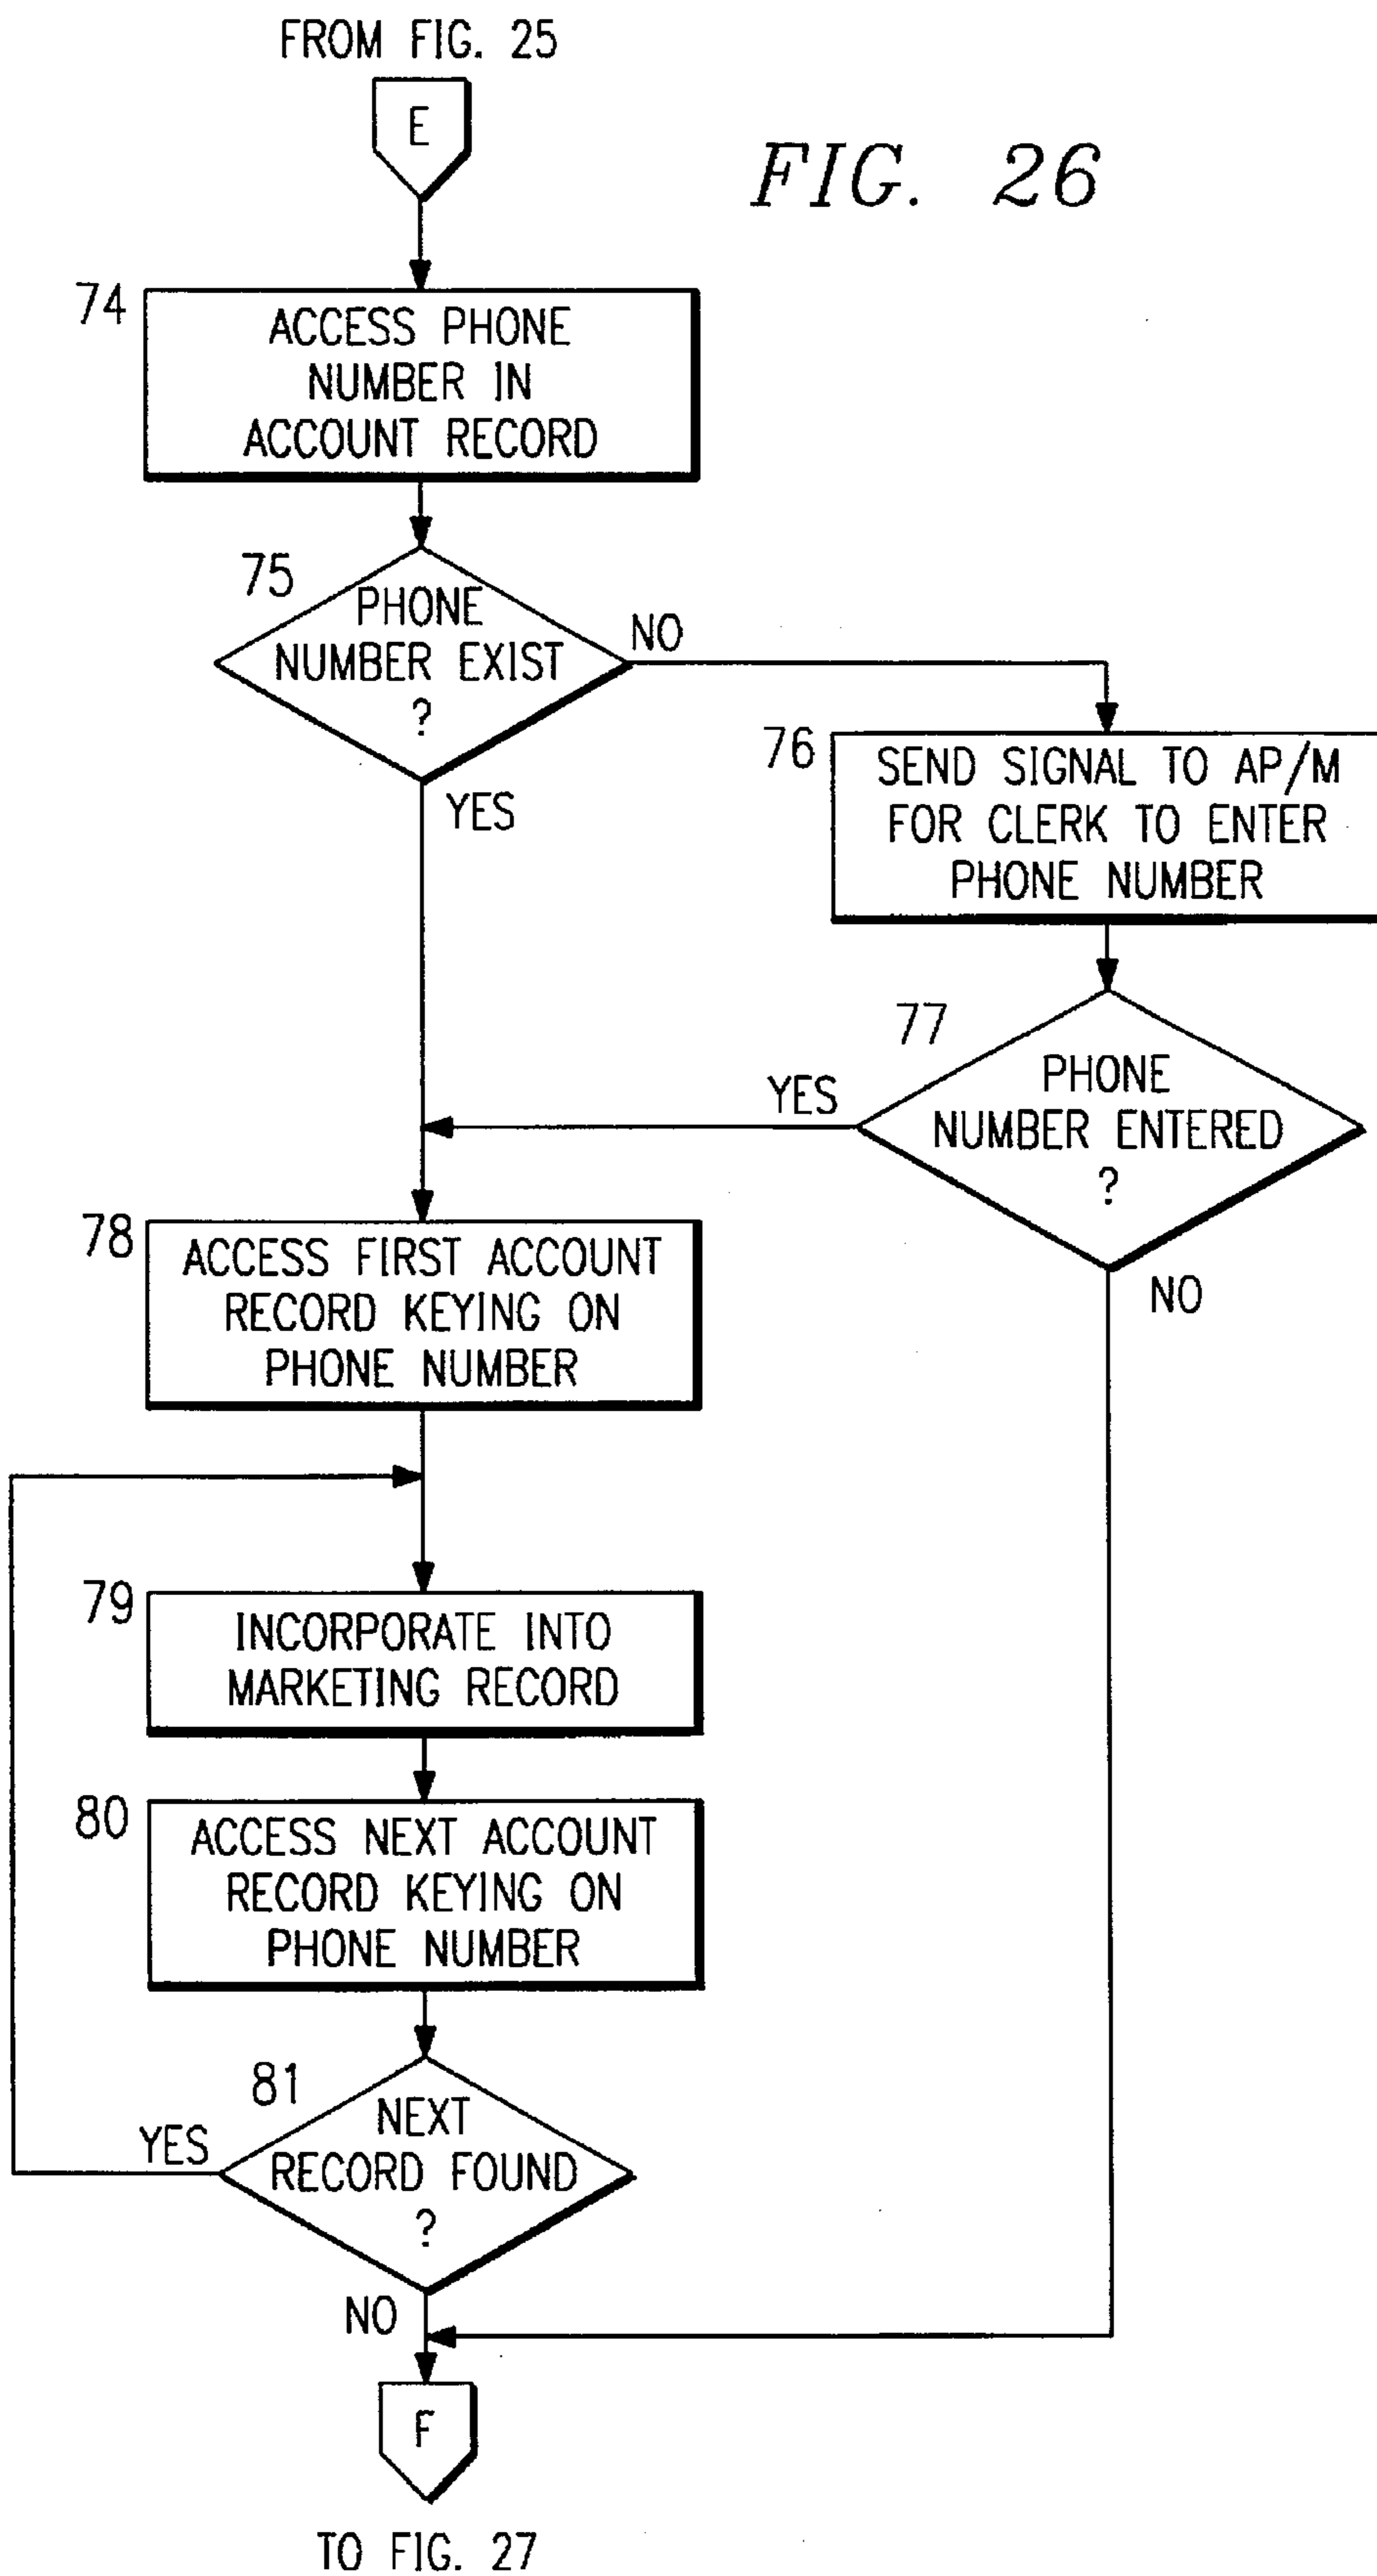 FROM FIG. 25
E
FIG. 26
74
ACCESS PHONE
NUMBER IN
ACCOUNT RECORD
75
PHONE
NUMBER EXIST
?
NO
YES
76
SEND SIGNAL TO AP/M
FOR CLERK TO ENTER
PHONE NUMBER
77
PHONE
NUMBER ENTERED
?
YES
NO
78
ACCESS FIRST ACCOUNT
RECORD KEYING ON
PHONE NUMBER
79
INCORPORATE INTO
MARKETING RECORD
80
ACCESS NEXT ACCOUNT
RECORD KEYING ON
PHONE NUMBER
81
NEXT
RECORD FOUND
?
YES
NO
F
TO FIG. 27